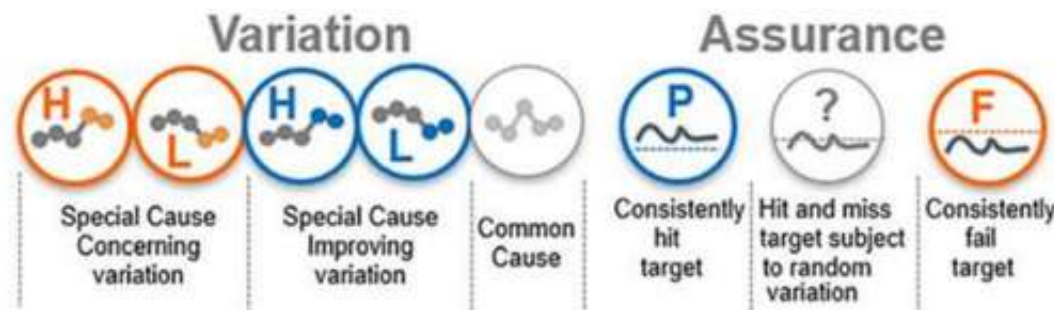 Variation
Assurance
H
L
H
L
P
?
F
Special Cause
Concerning
variation
Special Cause
Improving
variation
Common
Cause
Consistently
hit
target
Hit and miss
target subject
to random
variation
Consistently
fail
target